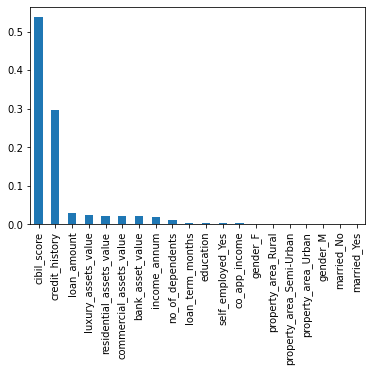 0.5
0.4
0.3
0.2
0.1
0.0
cibil_score
credit_history
loan_amount
luxury_assets_value
residential_assets_value
commercial_assets_value
bank_asset_value
income_annum
no_of_dependents
loan_term_months
education
self_employed_Yes
co_app_income
gender_F
property_area_Rural
property_area_Semi-Urban
property_area_Urban
gender_M
married_No
married_Yes